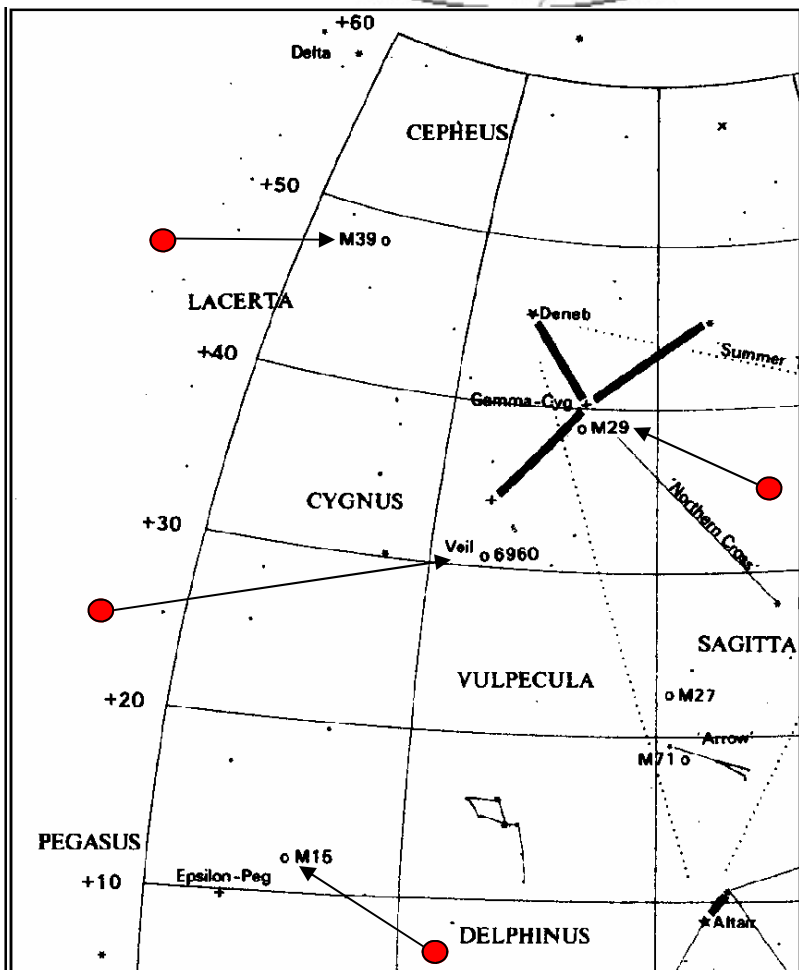 +60
Delta
CEPHEUS
+50
M39
LACERTA
Deneb
+40
Summer
Gamma-Cyg
M29
CYGNUS
Northern Cross
+30
Veil
6960
SAGITTA
VULPECULA
+20
M27
Arrow
M71
PEGASUS
M15
Epsilon-Peg
+10
Altair
DELPHINUS